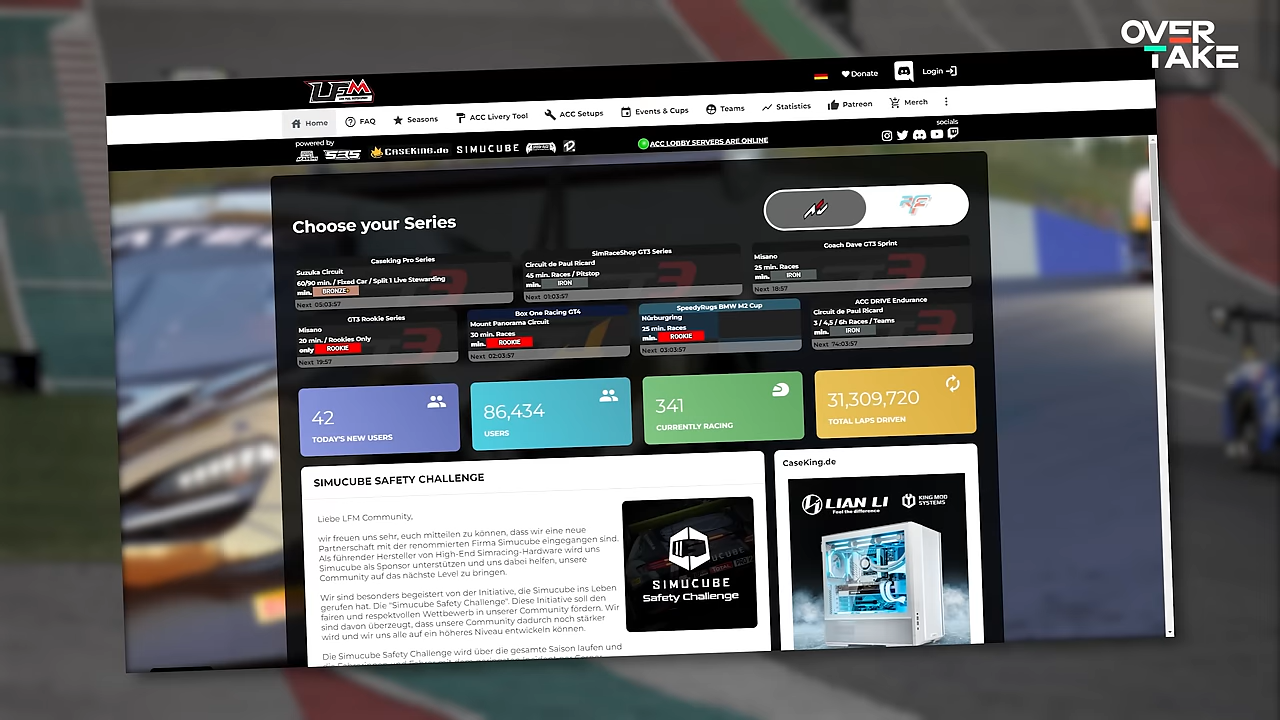 OVER
TAKE
LFM
Donate
Login
Home
FAQ
Seasons
ACC Livery Tool
ACC Setups
Events & Cups
Teams
Statistics
Patreon
Merch
powered by
CASEKING.de
SIMUCUBE
ACC LOBBY SERVERS ARE ONLINE
socials
Choose your Series
Caseking Pro Series
Suzuka Circuit
60/90 min. / Fixed Car / Split 1 Live Stewarding
min. BRONZE+
Next 05:03:57
SimRaceShop GT3 Series
Circuit de Paul Ricard
45 min. Races / Pitstop
min. IRON
Next 01:03:57
Coach Dave GT3 Sprint
Misano
25 min. Races
min. IRON
Next 18:57
GT3 Rookie Series
Misano
20 min. / Rookies Only
only ROOKIE
Next 19:57
Box One Racing GT4
Mount Panorama Circuit
30 min. Races
min. ROOKIE
Next 02:03:57
SpeedyRugs BMW M2 Cup
Nürburgring
25 min. Races
min. ROOKIE
Next 03:03:57
ACC DRIVE Endurance
Circuit de Paul Ricard
3 / 4,5 / 6h Races / Teams
min. IRON
Next 74:03:57
42
TODAY'S NEW USERS
86,434
USERS
341
CURRENTLY RACING
31,309,720
TOTAL LAPS DRIVEN
SIMUCUBE SAFETY CHALLENGE
Liebe LFM Community,
wir freuen uns sehr, euch mitteilen zu können, dass wir eine neue
Partnerschaft mit der renommierten Firma Simucube eingegangen sind.
Als führender Hersteller von High-End Simracing-Hardware wird uns
Simucube als Sponsor unterstützen und uns dabei helfen, unsere
Community auf das nächste Level zu bringen.
Wir sind besonders begeistert von der Initiative, die Simucube ins Leben
gerufen hat. Die "Simucube Safety Challenge". Diese Initiative soll den
fairen und respektvollen Wettbewerb in unserer Community fördern. Wir
sind davon überzeugt, dass unsere Community dadurch noch stärker
wird und wir uns alle auf ein höheres Niveau entwickeln können.
Die Simucube Safety Challenge wird über die gesamte Saison laufen und
SIMUCUBE
Safety Challenge
CaseKing.de
LIAN LI
Feel the difference
KING MOD
SYSTEMS